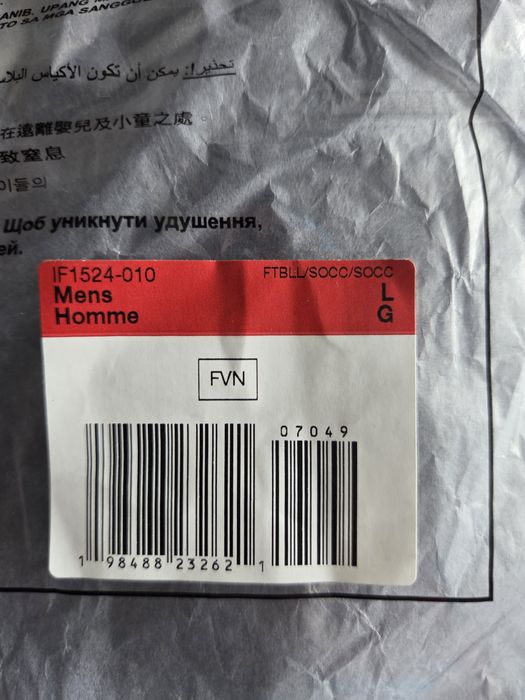 ANIB. UPANG
TO SA MGA
تحذير!: يمكن أن تكون الأكياس
在遠離嬰兒及小童之處。
致窒息
이들의
Щоб уникнути удушення,
ей.
IF1524-010
FTBLL/SOCC/SOCC
Mens
L
Homme
G
FVN
07049
1 98488 23262 1